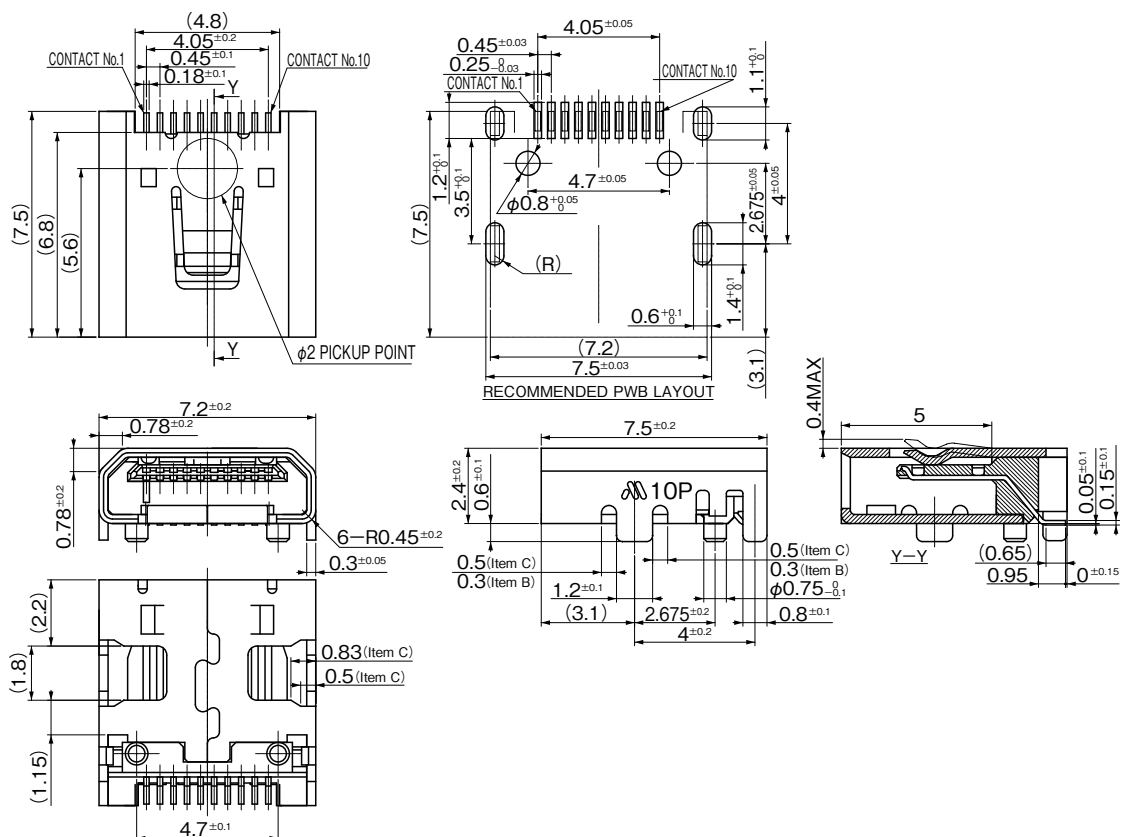 (4.8)
4.05±0.2
0.45±0.1
CONTACT No.1
CONTACT No.10
0.18±0.1
Y
(7.5)
(6.8)
(5.6)
Y
φ2 PICKUP POINT
4.05±0.05
0.45±0.03
0.25 0 -0.03
CONTACT No.1
CONTACT No.10
1.1+0.1 0
1.2+0.1 0
3.5+0.1 0
(7.5)
4.7±0.05
φ0.8+0.05 0
2.675±0.05
4±0.05
(R)
0.6+0.1 0
1.4+0.1 0
(7.2)
7.5±0.03
(3.1)
RECOMMENDED PWB LAYOUT
7.2±0.2
0.78±0.2
0.78±0.2
6-R0.45±0.2
0.3±0.05
7.5±0.2
2.4±0.2
0.6±0.1
10P
0.5(Item C)
0.3(Item B)
0.5(Item C)
0.3(Item B)
1.2±0.1
φ0.75 0 -0.1
(3.1)
2.675±0.2
0.8±0.1
4±0.2
0.4MAX
5
0.05±0.1
0.15±0.1
Y-Y
(0.65)
0.95
0±0.15
(2.2)
(1.8)
(1.15)
0.83(Item C)
0.5(Item C)
4.7±0.1